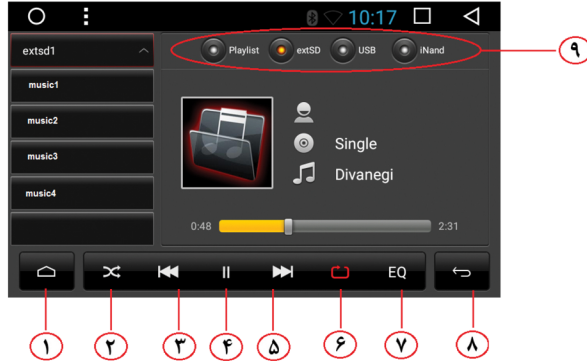 10:17
extsd1
Playlist extSD USB iNand
۹
music1
music2
music3
music4
Single
Divanegi
0:48 2:31
EQ
۱ ۲ ۳ ۴ ۵ ۶ ۷ ۸